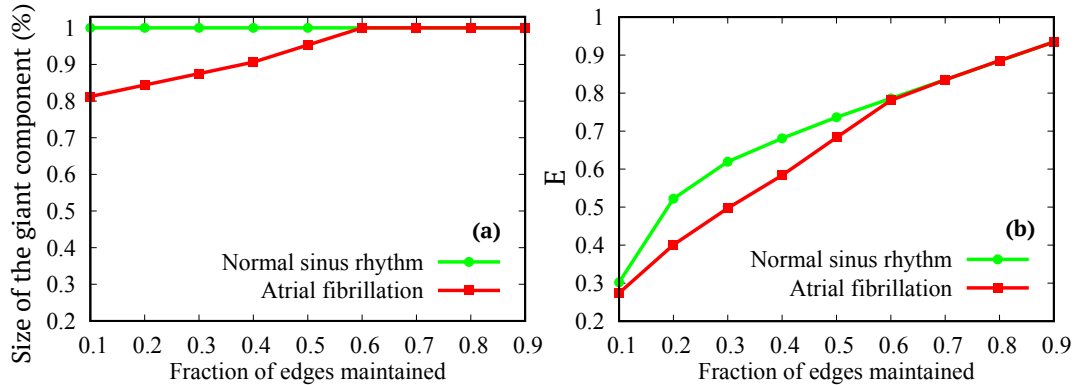 Size of the giant component (%)
1
0.9
0.8
0.7
0.6
0.5
0.4
0.3
0.2
(a)
Normal sinus rhythm
Atrial fibrillation
0.1 0.2 0.3 0.4 0.5 0.6 0.7 0.8 0.9
Fraction of edges maintained
E
1
0.9
0.8
0.7
0.6
0.5
0.4
0.3
0.2
(b)
Normal sinus rhythm
Atrial fibrillation
0.1 0.2 0.3 0.4 0.5 0.6 0.7 0.8 0.9
Fraction of edges maintained